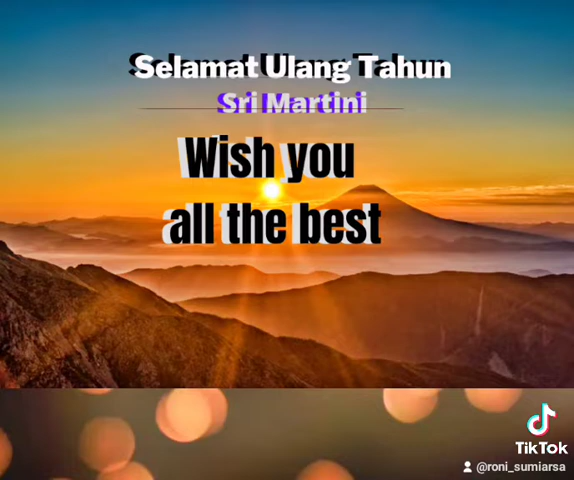 Selamat Ulang Tahun
Sri Martini
Wish you
all the best
TikTok
@roni_sumiarsa